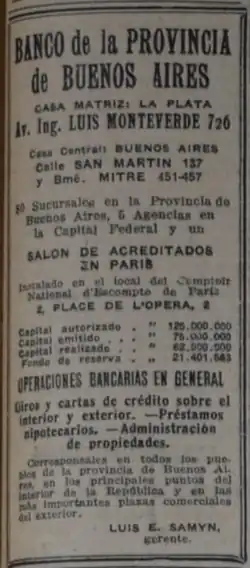 BANCO de la PROVINCIA
de BUENOS AIRES
CASA MATRIZ: LA PLATA
Av. Ing. LUIS MONTEVERDE 726
Casa Central: BUENOS AIRES
Calle SAN MARTIN 137
y Bmé. MITRE 451-457
50 Sucursales en la Provincia de
Buenos Aires, 5 Agencias en
la Capital Federal y un
SALON DE ACREDITADOS
EN PARIS
Instalado en el local del Comptoir
National d'Escompte de Paris
2, PLACE DE L'OPERA, 2
Capital autorizado . " 125.000.000
Capital emitido . . " 75.000.000
Capital realizado . " 62.500.000
Fondo de reserva . " 21.401.583
OPERACIONES BANCARIAS EN GENERAL
Giros y cartas de crédito sobre el
interior y exterior. —Préstamos
hipotecarios. —Administración
de propiedades.
Corresponsales en todos los pue-
blos de la provincia de Buenos Ai-
res, en los principales puntos del
interior de la República y en las
más importantes plazas comerciales
del exterior.
LUIS E. SAMYN,
gerente.